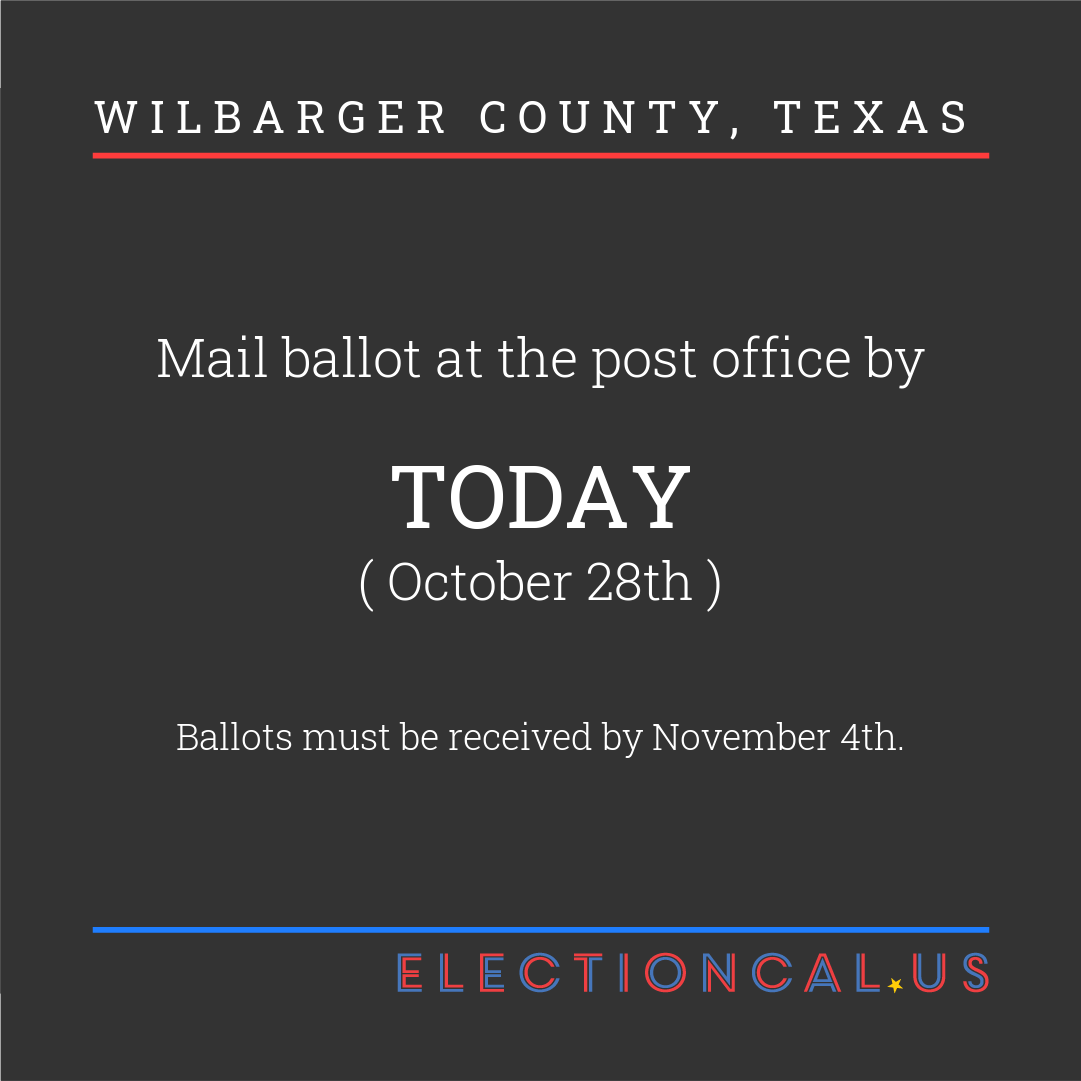 WILBARGER COUNTY, TEXAS
Mail ballot at the post office by
TODAY
( October 28th )
Ballots must be received by November 4th.
ELECTIONCAL.US